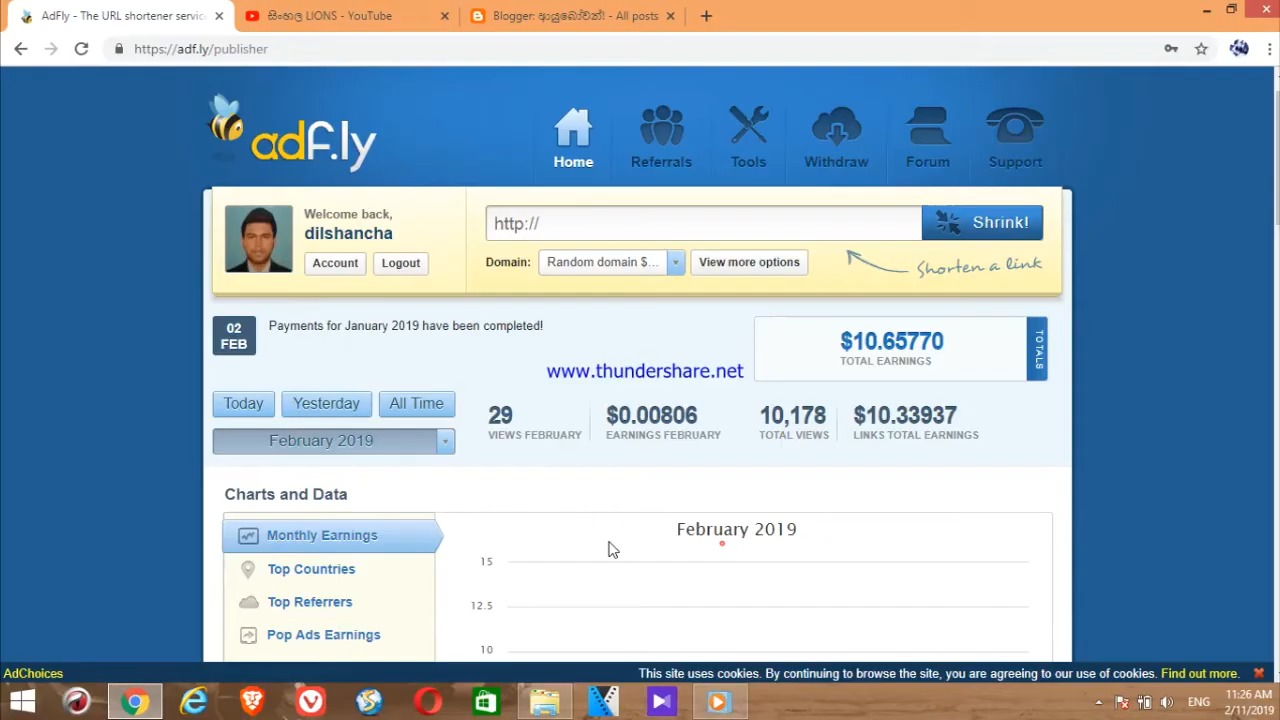 AdFly - The URL shortener servic
සිංහල LIONS - YouTube
Blogger: ආයුබෝවන්! - All posts
https://adf.ly/publisher
adf.ly
Home
Referrals
Tools
Withdraw
Forum
Support
Welcome back,
dilshancha
Account
Logout
http://
Shrink!
Domain:
Random domain $...
View more options
Shorten a link
02
FEB
Payments for January 2019 have been completed!
$10.65770
TOTAL EARNINGS
TOTALS
www.thundershare.net
Today
Yesterday
All Time
February 2019
29
VIEWS FEBRUARY
$0.00806
EARNINGS FEBRUARY
10,178
TOTAL VIEWS
$10.33937
LINKS TOTAL EARNINGS
Charts and Data
Monthly Earnings
Top Countries
Top Referrers
Pop Ads Earnings
February 2019
15
12.5
10
AdChoices
This site uses cookies. By continuing to browse the site, you are agreeing to our use of cookies. Find out more.
ENG
11:26 AM
2/11/2019